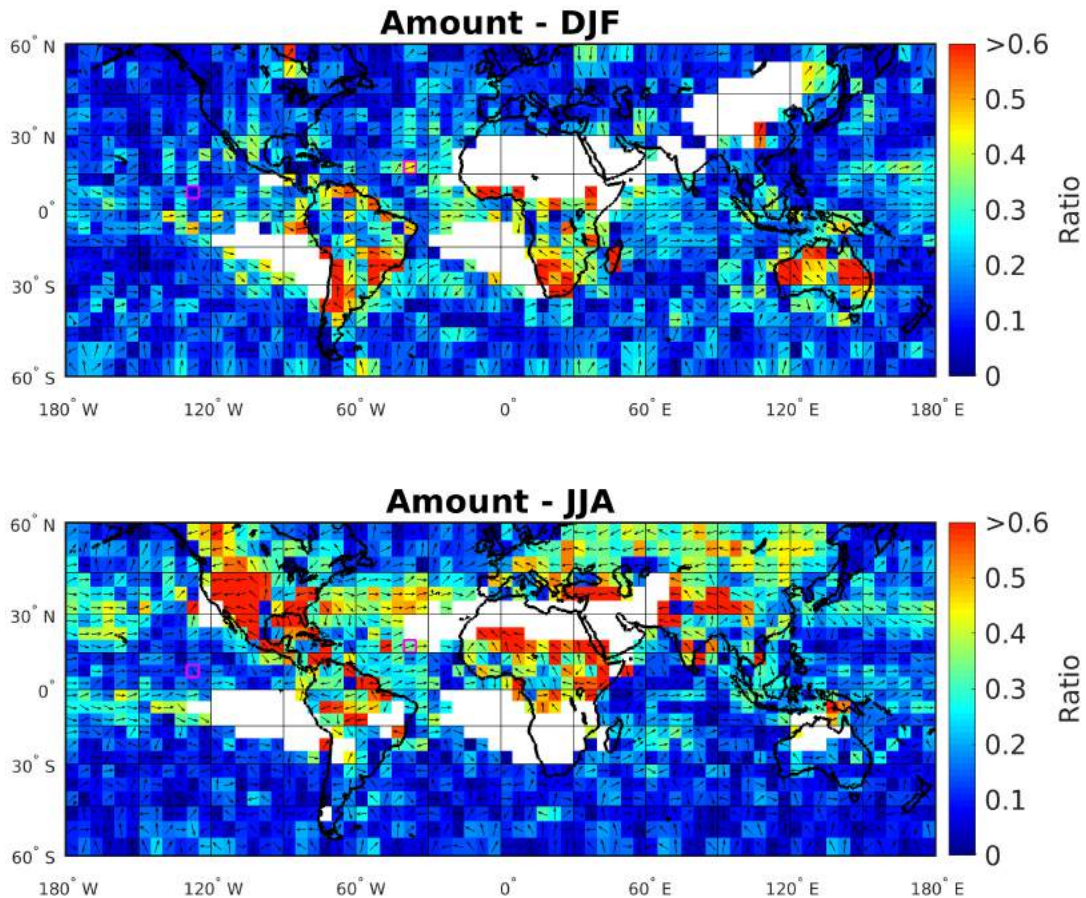 Amount - DJF
60° N
30° N
0°
30° S
60° S
180° W
120° W
60° W
0°
60° E
120° E
180° E
>0.6
0.5
0.4
0.3
0.2
0.1
0
Ratio
Amount - JJA
60° N
30° N
0°
30° S
60° S
180° W
120° W
60° W
0°
60° E
120° E
180° E
>0.6
0.5
0.4
0.3
0.2
0.1
0
Ratio